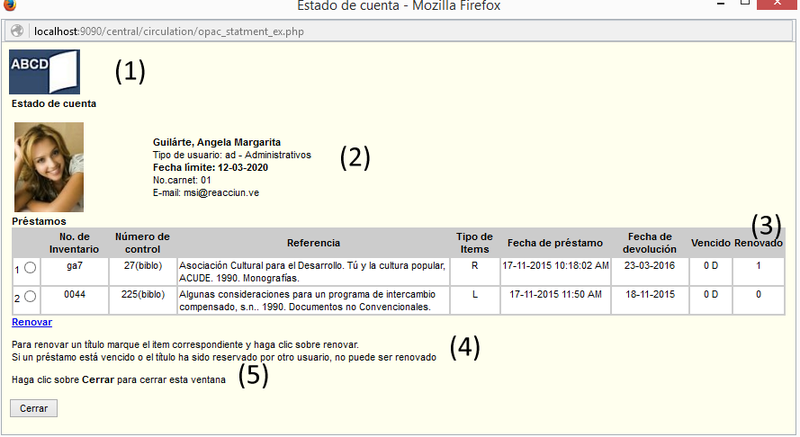 Estado de cuenta - Mozilla Firefox
localhost:9090/central/circulation/opac_statment_ex.php
ABCD (1)
Estado de cuenta
Guilárte, Angela Margarita
Tipo de usuario: ad - Administrativos (2)
Fecha límite: 12-03-2020
No.carnet: 01
E-mail: msi@reacciun.ve
Préstamos (3)
No. de Inventario Número de control Referencia Tipo de Items Fecha de préstamo Fecha de devolución Vencido Renovado
1 ga7 27(biblo) Asociación Cultural para el Desarrollo. Tú y la cultura popular, R 17-11-2015 10:18:02 AM 23-03-2016 0 D 1
ACUDE. 1990. Monografías.
2 0044 225(biblo) Algunas consideraciones para un programa de intercambio L 17-11-2015 11:50 AM 18-11-2015 0 D 0
compensado, s.n.. 1990. Documentos no Convencionales.
Renovar
Para renovar un título marque el item correspondiente y haga clic sobre renovar.
Si un préstamo está vencido o el título ha sido reservado por otro usuario, no puede ser renovado (4)
Haga clic sobre Cerrar para cerrar esta ventana (5)
Cerrar